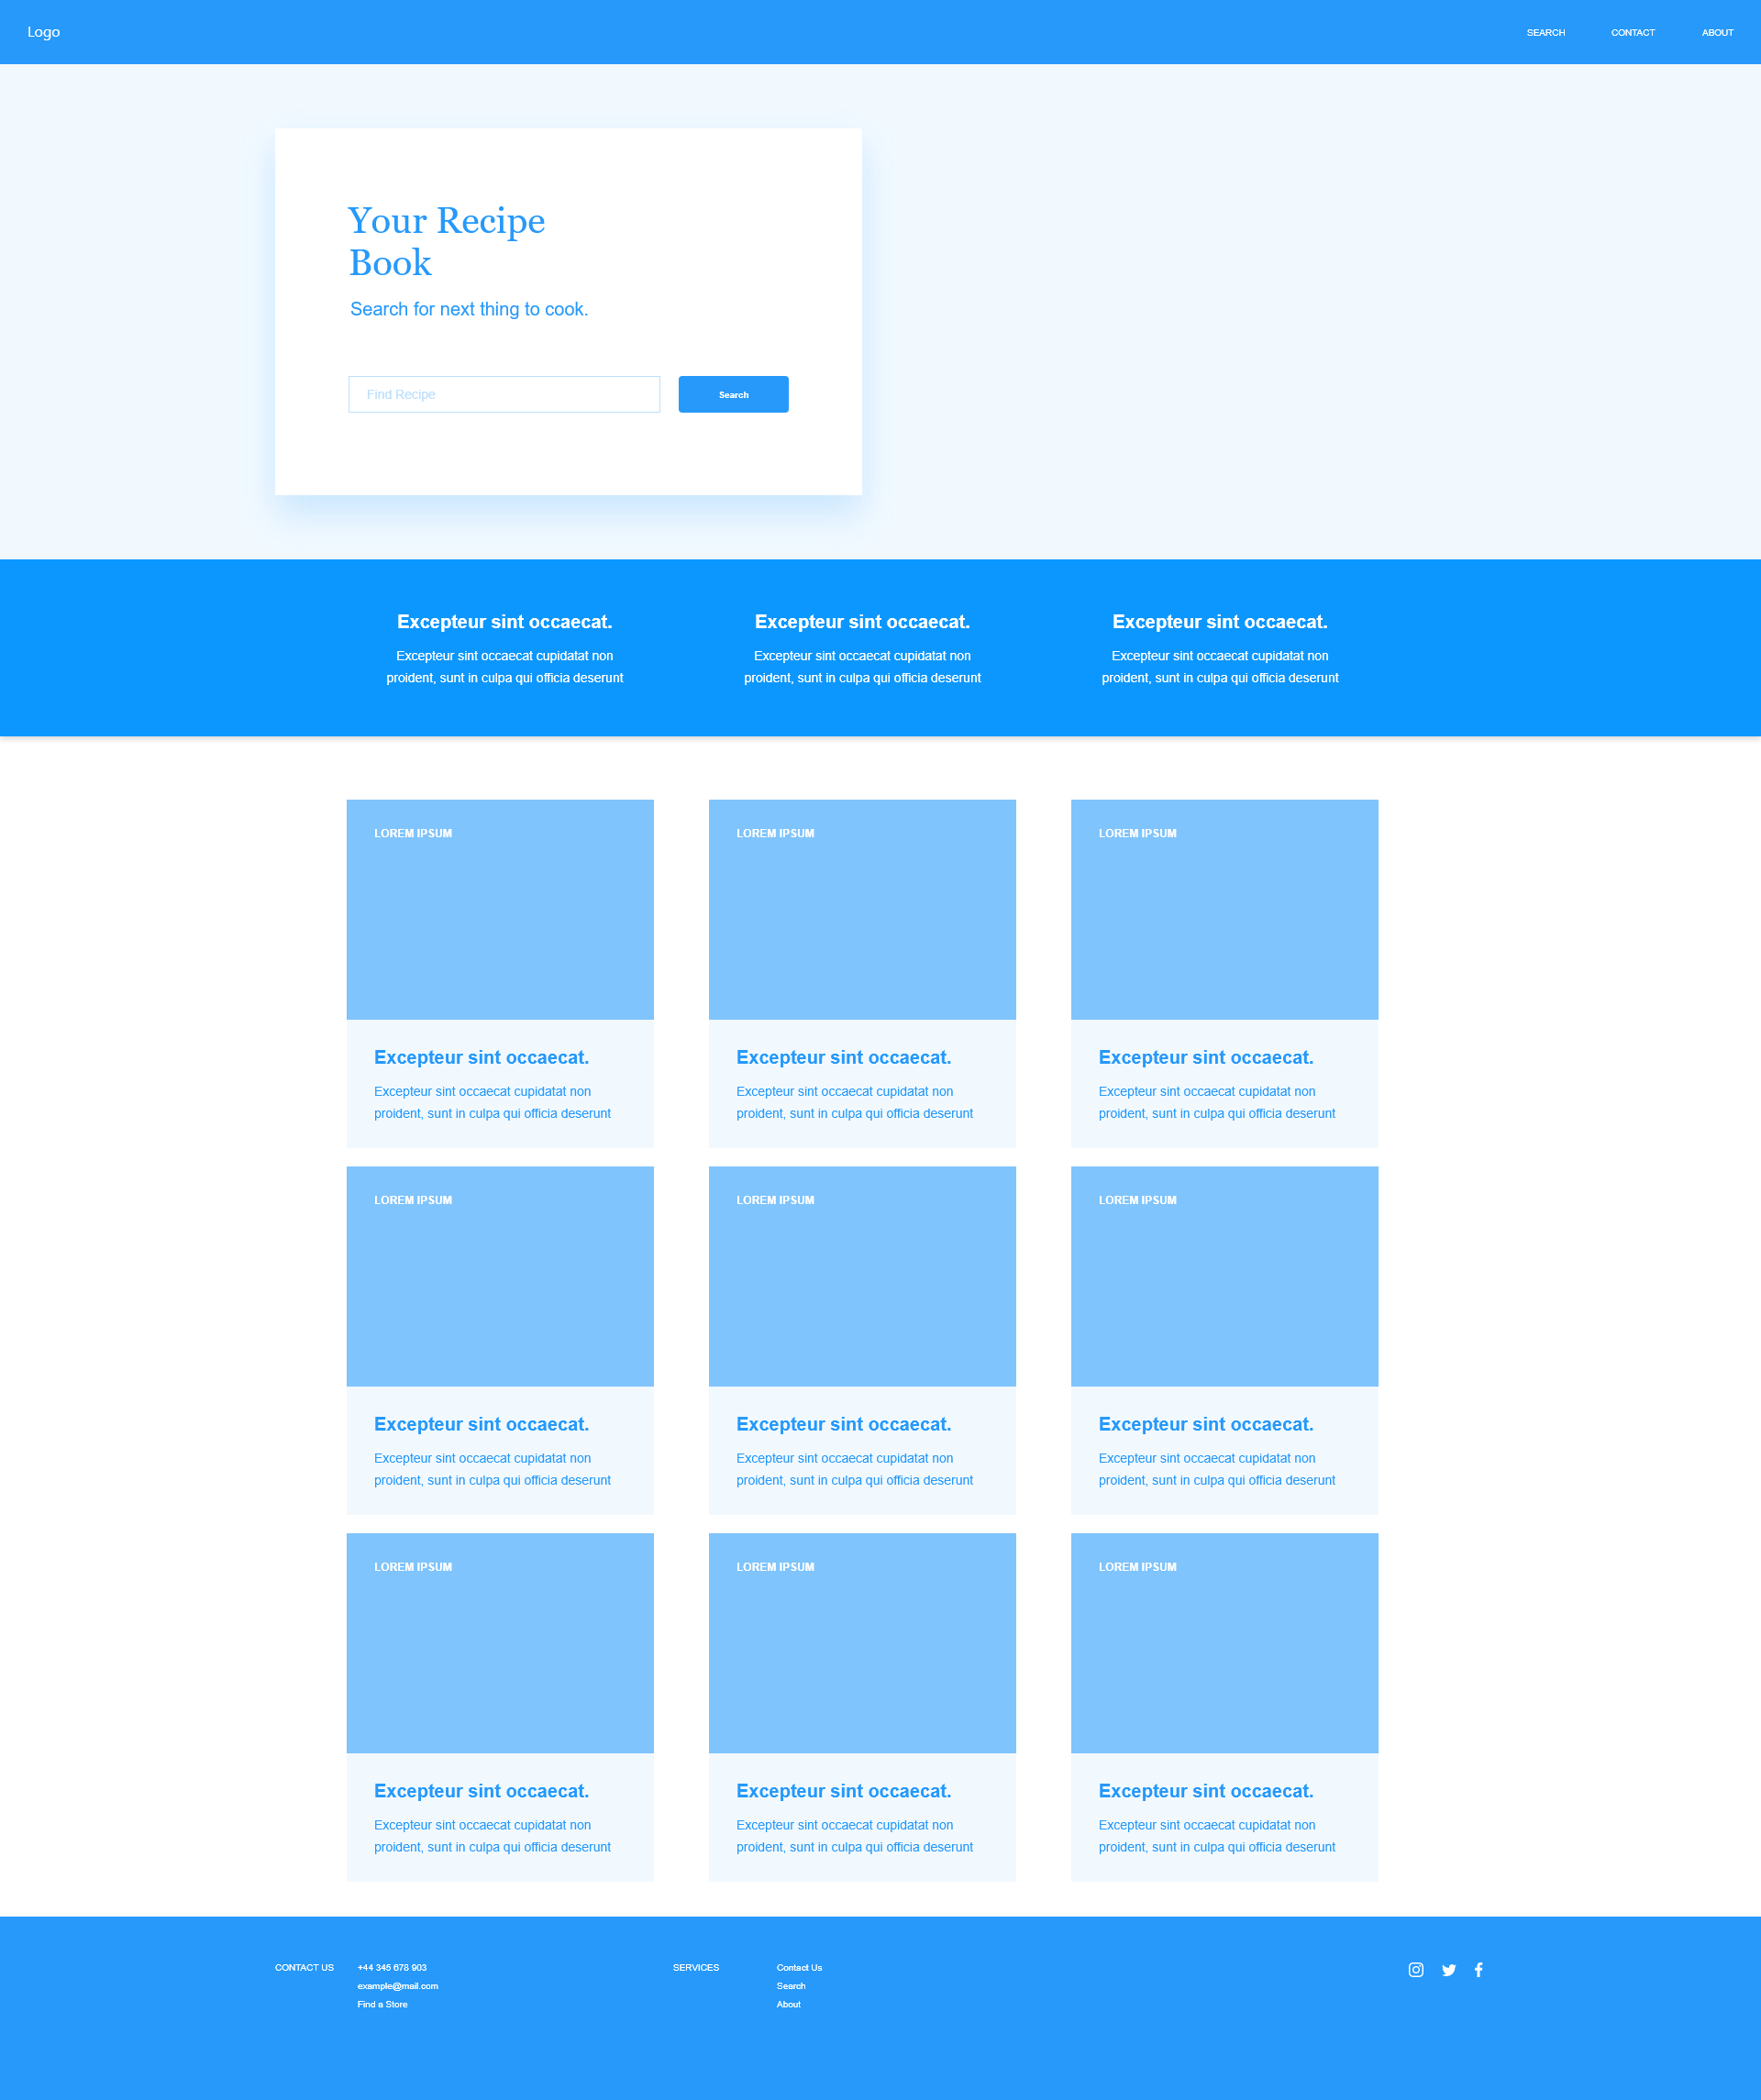 Logo
SEARCH CONTACT ABOUT
Your Recipe
Book
Search for next thing to cook.
Find Recipe
Search
Excepteur sint occaecat.
Excepteur sint occaecat cupidatat non
proident, sunt in culpa qui officia deserunt
Excepteur sint occaecat.
Excepteur sint occaecat cupidatat non
proident, sunt in culpa qui officia deserunt
Excepteur sint occaecat.
Excepteur sint occaecat cupidatat non
proident, sunt in culpa qui officia deserunt
LOREM IPSUM
Excepteur sint occaecat.
Excepteur sint occaecat cupidatat non
proident, sunt in culpa qui officia deserunt
LOREM IPSUM
Excepteur sint occaecat.
Excepteur sint occaecat cupidatat non
proident, sunt in culpa qui officia deserunt
LOREM IPSUM
Excepteur sint occaecat.
Excepteur sint occaecat cupidatat non
proident, sunt in culpa qui officia deserunt
LOREM IPSUM
Excepteur sint occaecat.
Excepteur sint occaecat cupidatat non
proident, sunt in culpa qui officia deserunt
LOREM IPSUM
Excepteur sint occaecat.
Excepteur sint occaecat cupidatat non
proident, sunt in culpa qui officia deserunt
LOREM IPSUM
Excepteur sint occaecat.
Excepteur sint occaecat cupidatat non
proident, sunt in culpa qui officia deserunt
LOREM IPSUM
Excepteur sint occaecat.
Excepteur sint occaecat cupidatat non
proident, sunt in culpa qui officia deserunt
LOREM IPSUM
Excepteur sint occaecat.
Excepteur sint occaecat cupidatat non
proident, sunt in culpa qui officia deserunt
LOREM IPSUM
Excepteur sint occaecat.
Excepteur sint occaecat cupidatat non
proident, sunt in culpa qui officia deserunt
CONTACT US
+44 345 678 903
example@mail.com
Find a Store
SERVICES
Contact Us
Search
About